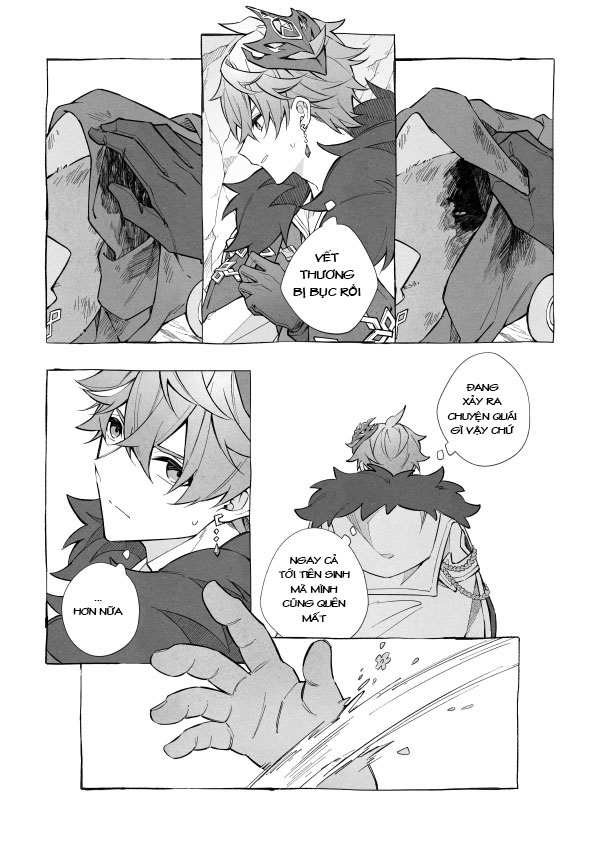 VẾT
THƯƠNG
BỊ BỤC RỒI
ĐANG
XẢY RA
CHUYỆN QUÁI
GÌ VẬY CHỨ
NGAY CẢ
TỚI TIÊN SINH
MÃ MÌNH
CŨNG QUÊN
MẤT
...
HƠN NỮA